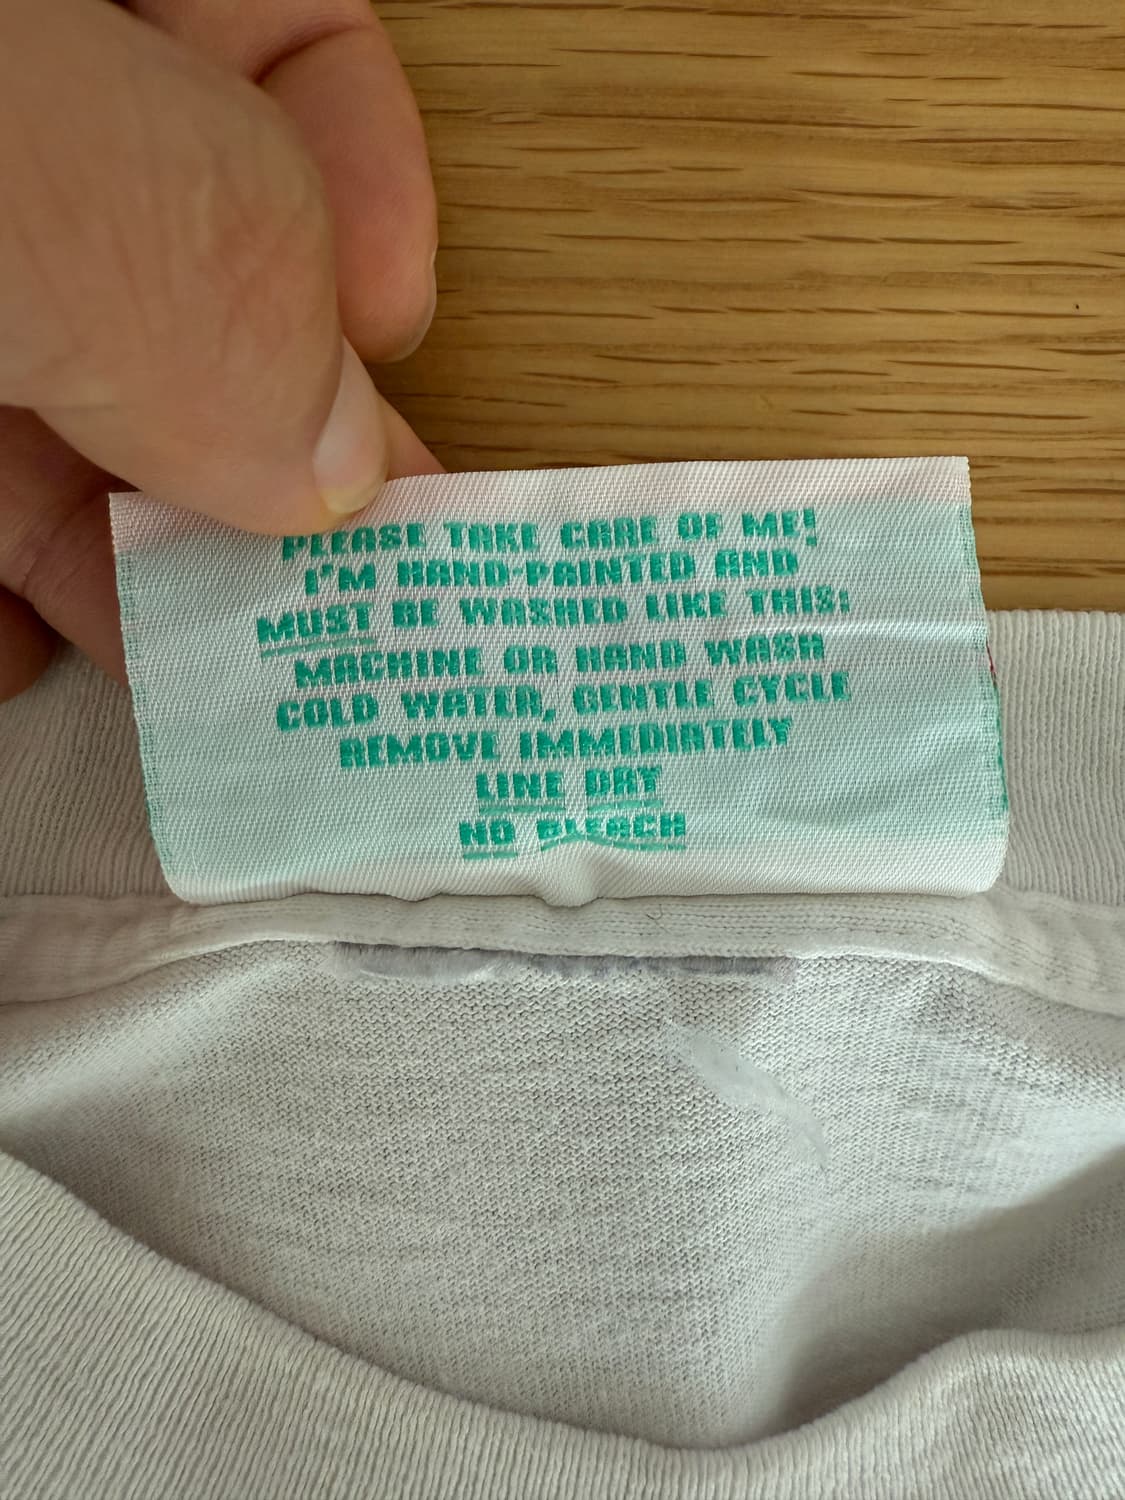 PLEASE TAKE CARE OF ME!
I'M HAND-PAINTED AND
MUST BE WASHED LIKE THIS:
MACHINE OR HAND WASH
COLD WATER, GENTLE CYCLE
REMOVE IMMEDIATELY
LINE DRY
NO BLEACH